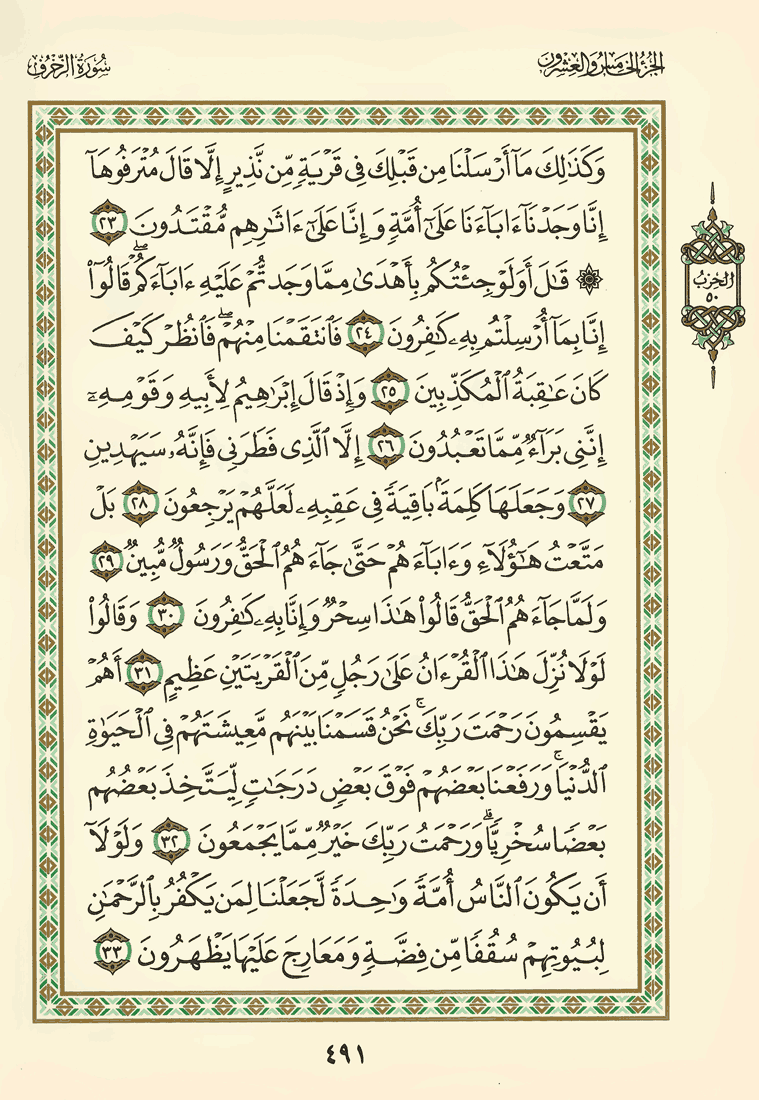 الجزء الخامس والعشرون
سورة الزخرف
وَكَذَٰلِكَ مَآ أَرْسَلْنَا مِن قَبْلِكَ فِى قَرْيَةٍ مِّن نَّذِيرٍ إِلَّا قَالَ مُتْرَفُوهَآ
إِنَّا وَجَدْنَآ ءَابَآءَنَا عَلَىٰٓ أُمَّةٍ وَإِنَّا عَلَىٰٓ ءَاثَٰرِهِم مُّقْتَدُونَ ٢٣
۞ قَٰلَ أَوَلَوْ جِئْتُكُم بِأَهْدَىٰ مِمَّا وَجَدتُّمْ عَلَيْهِ ءَابَآءَكُمْ ۖ قَالُوٓا۟
إِنَّا بِمَآ أُرْسِلْتُم بِهِۦ كَٰفِرُونَ ٢٤ فَٱنتَقَمْنَا مِنْهُمْ ۖ فَٱنظُرْ كَيْفَ
كَانَ عَٰقِبَةُ ٱلْمُكَذِّبِينَ ٢٥ وَإِذْ قَالَ إِبْرَٰهِيمُ لِأَبِيهِ وَقَوْمِهِۦٓ
إِنَّنِى بَرَآءٌ مِّمَّا تَعْبُدُونَ ٢٦ إِلَّا ٱلَّذِى فَطَرَنِى فَإِنَّهُۥ سَيَهْدِينِ
٢٧ وَجَعَلَهَا كَلِمَةًۢ بَاقِيَةً فِى عَقِبِهِۦ لَعَلَّهُمْ يَرْجِعُونَ ٢٨ بَلْ
مَتَّعْتُ هَٰٓؤُلَآءِ وَءَابَآءَهُمْ حَتَّىٰ جَآءَهُمُ ٱلْحَقُّ وَرَسُولٌ مُّبِينٌ ٢٩
وَلَمَّا جَآءَهُمُ ٱلْحَقُّ قَالُوا۟ هَٰذَا سِحْرٌ وَإِنَّا بِهِۦ كَٰفِرُونَ ٣٠ وَقَالُوا۟
لَوْلَا نُزِّلَ هَٰذَا ٱلْقُرْءَانُ عَلَىٰ رَجُلٍ مِّنَ ٱلْقَرْيَتَيْنِ عَظِيمٍ ٣١ أَهُمْ
يَقْسِمُونَ رَحْمَتَ رَبِّكَ ۚ نَحْنُ قَسَمْنَا بَيْنَهُم مَّعِيشَتَهُمْ فِى ٱلْحَيَوٰةِ
ٱلدُّنْيَا ۚ وَرَفَعْنَا بَعْضَهُمْ فَوْقَ بَعْضٍ دَرَجَٰتٍ لِّيَتَّخِذَ بَعْضُهُم
بَعْضًا سُخْرِيًّا ۗ وَرَحْمَتُ رَبِّكَ خَيْرٌ مِّمَّا يَجْمَعُونَ ٣٢ وَلَوْلَآ
أَن يَكُونَ ٱلنَّاسُ أُمَّةً وَٰحِدَةً لَّجَعَلْنَا لِمَن يَكْفُرُ بِٱلرَّحْمَٰنِ
لِبُيُوتِهِمْ سُقُفًا مِّن فِضَّةٍ وَمَعَارِجَ عَلَيْهَا يَظْهَرُونَ ٣٣
الحزب
٥٠
٤٩١